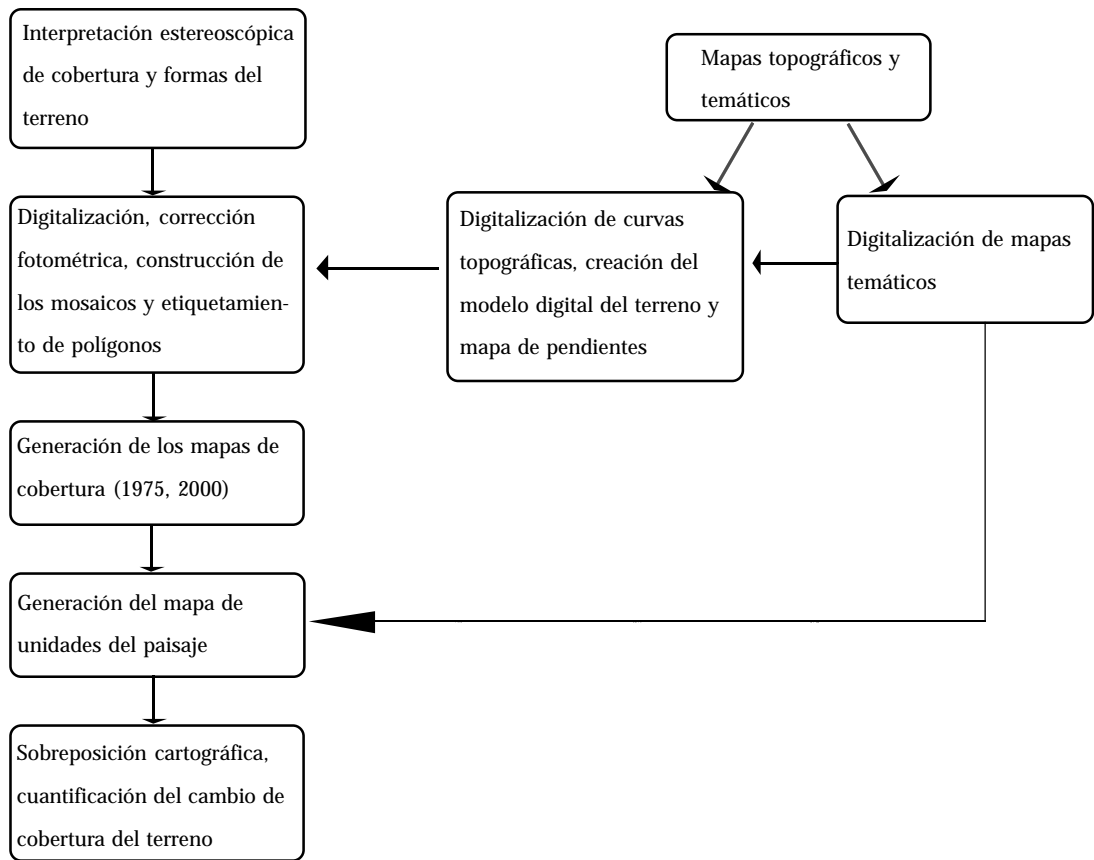 Interpretación estereoscópica
de cobertura y formas del
terreno
Mapas topográficos y
temáticos
Digitalización, corrección
fotométrica, construcción de
los mosaicos y etiquetamien-
to de polígonos
Digitalización de curvas
topográficas, creación del
modelo digital del terreno y
mapa de pendientes
Digitalización de mapas
temáticos
Generación de los mapas de
cobertura (1975, 2000)
Generación del mapa de
unidades del paisaje
Sobreposición cartográfica,
cuantificación del cambio de
cobertura del terreno